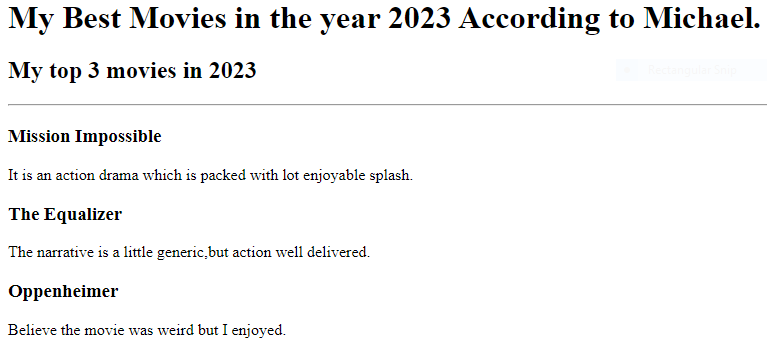 My Best Movies in the year 2023 According to Michael.
My top 3 movies in 2023
Mission Impossible
It is an action drama which is packed with lot enjoyable splash.
The Equalizer
The narrative is a little generic,but action well delivered.
Oppenheimer
Believe the movie was weird but I enjoyed.